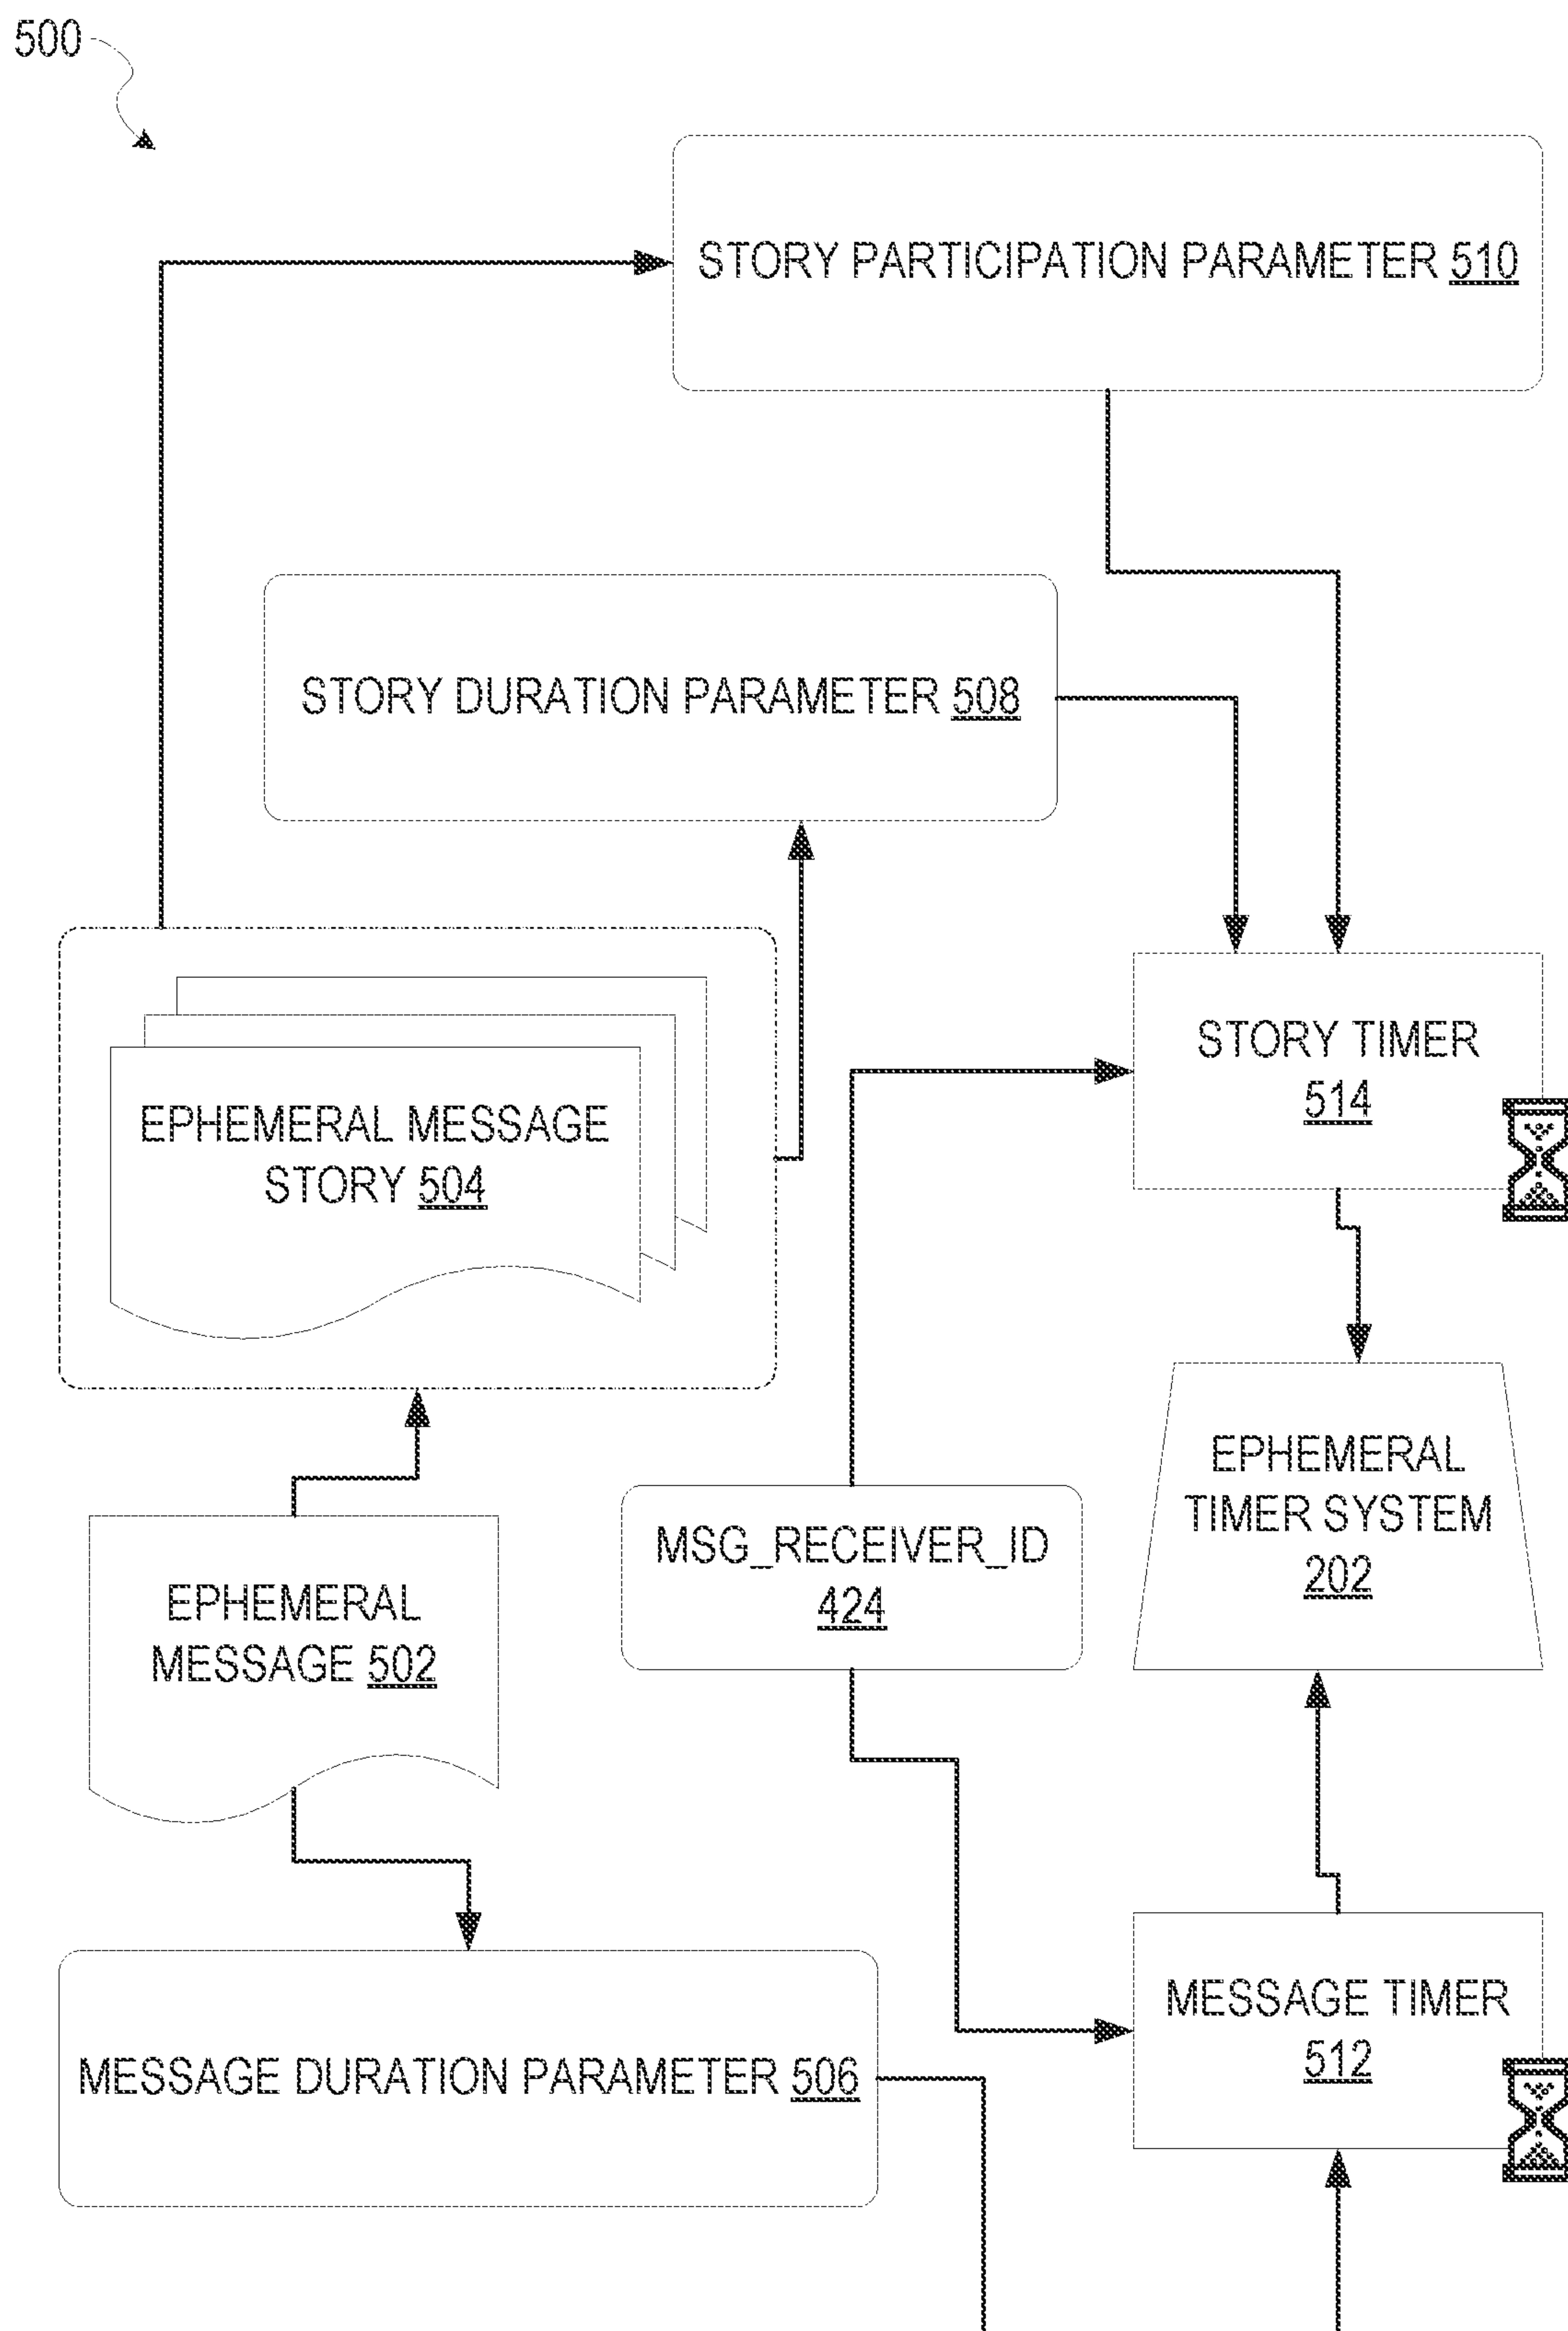 500
STORY PARTICIPATION PARAMETER 510
STORY DURATION PARAMETER 508
STORY TIMER
514
EPHEMERAL MESSAGE
STORY 504
EPHEMERAL
TIMER SYSTEM
202
MSG_RECEIVER_ID
424
EPHEMERAL
MESSAGE 502
MESSAGE TIMER
512
MESSAGE DURATION PARAMETER 506